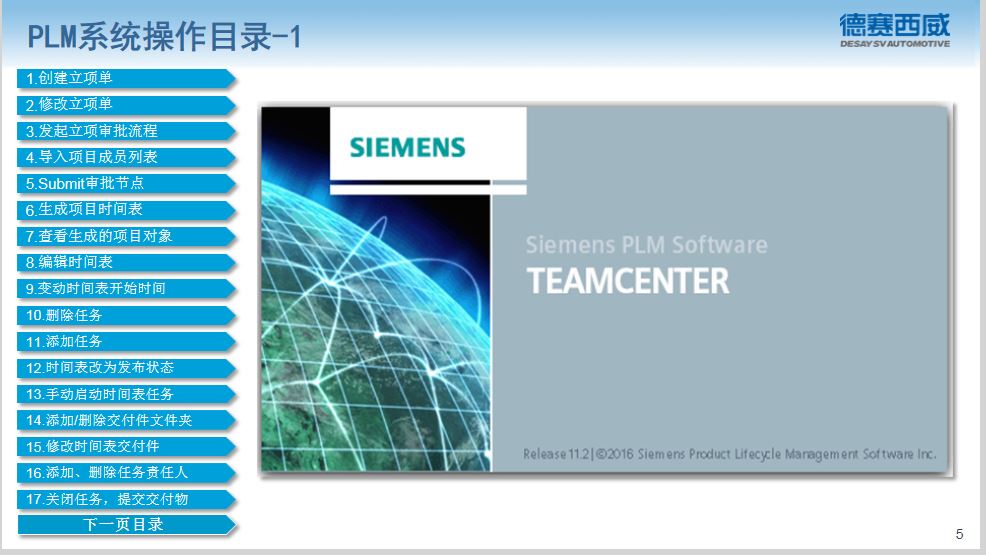 PLM系统操作目录-1
德赛西威
DESAY SV AUTOMOTIVE
1.创建立项单
2.修改立项单
3.发起立项审批流程
4.导入项目成员列表
5.Submit审批节点
6.生成项目时间表
7.查看生成的项目对象
8.编辑时间表
9.变动时间表开始时间
10.删除任务
11.添加任务
12.时间表改为发布状态
13.手动启动时间表任务
14.添加/删除交付件文件夹
15.修改时间表交付件
16.添加、删除任务责任人
17.关闭任务，提交交付物
下一页目录
SIEMENS
Siemens PLM Software
TEAMCENTER
Release 11.2|©2016 Siemens Product Lifecycle Management Software Inc.
5